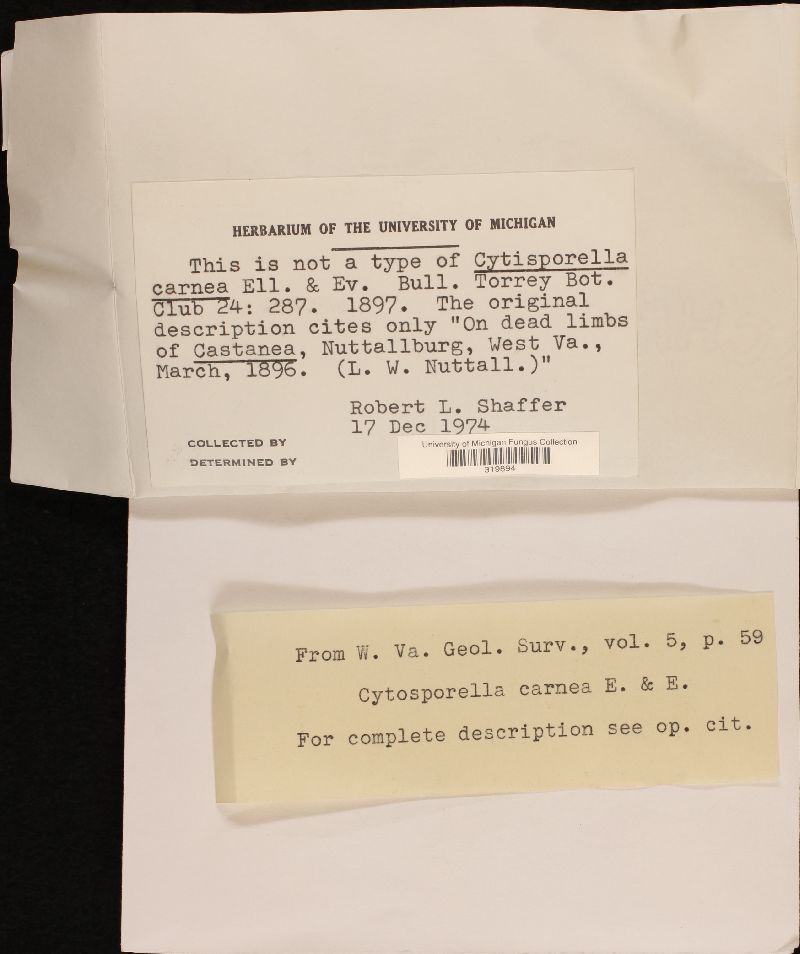 HERBARIUM OF THE UNIVERSITY OF MICHIGAN
This is not a type of Cytisporella
carnea Ell. & Ev. Bull. Torrey Bot.
Club 24: 287. 1897. The original
description cites only "On dead limbs
of Castanea, Nuttallburg, West Va.,
March, 1896. (L. W. Nuttall.)"
Robert L. Shaffer
17 Dec 1974
COLLECTED BY
DETERMINED BY
University of Michigan Fungus Collection
319894
From W. Va. Geol. Surv., vol. 5, p. 59
Cytosporella carnea E. & E.
For complete description see op. cit.